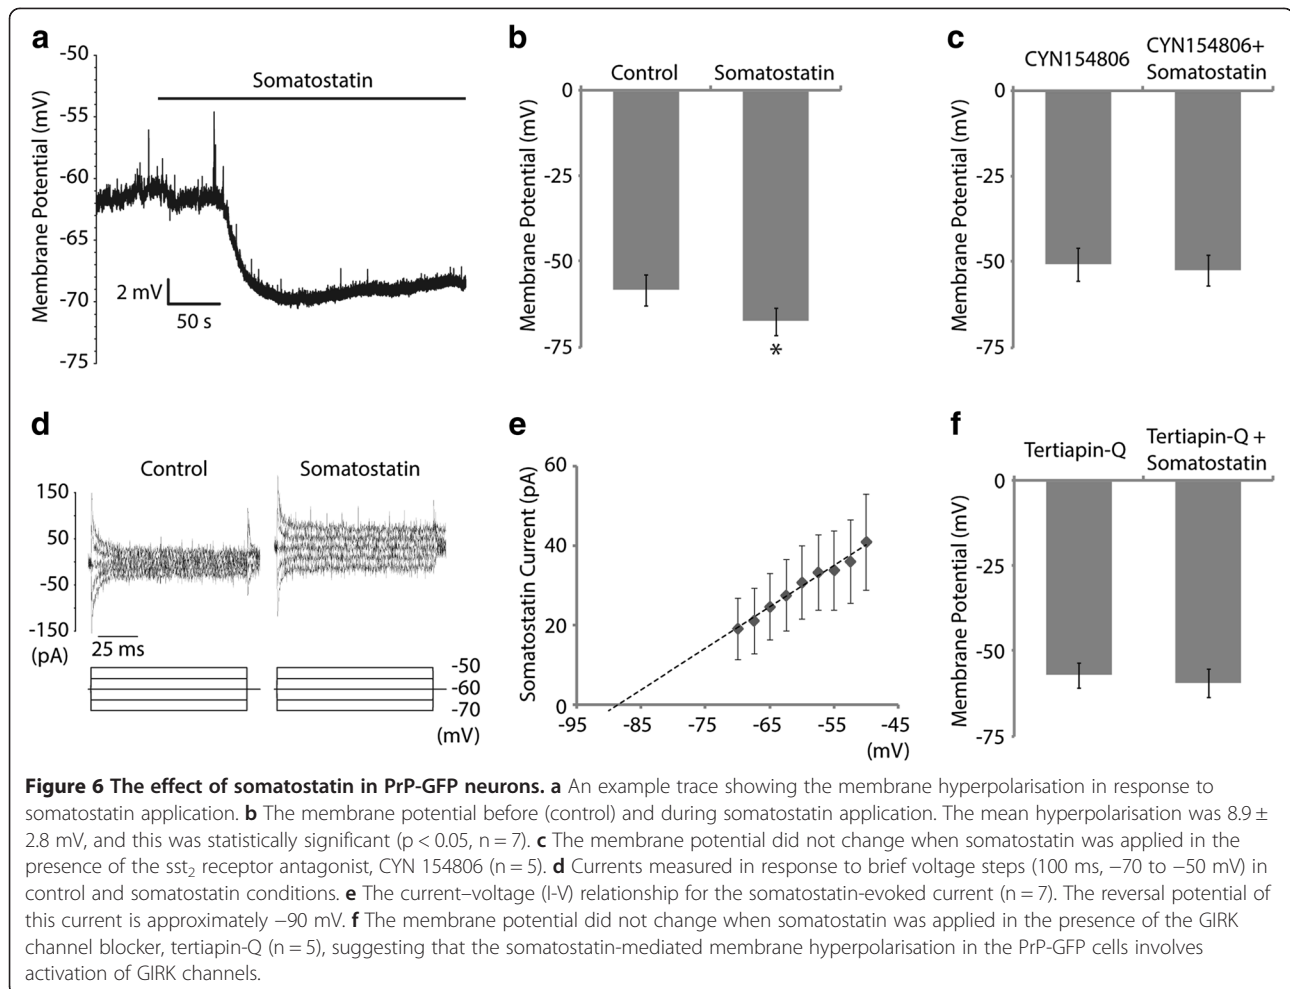 a
-50
-55
-60
-65
-70
-75
Membrane Potential (mV)
Somatostatin
2 mV
50 s
b
Control Somatostatin
0
-25
-50
-75
Membrane Potential (mV)
*
c
CYN154806 CYN154806+
Somatostatin
0
-25
-50
-75
Membrane Potential (mV)
d
Control Somatostatin
150
50
-50
-150
(pA)
25 ms
-50
-60
-70
(mV)
e
60
40
20
0
Somatostatin Current (pA)
-95 -85 -75 -65 -55 -45
(mV)
f
Tertiapin-Q Tertiapin-Q +
Somatostatin
0
-25
-50
-75
Membrane Potential (mV)
Figure 6 The effect of somatostatin in PrP-GFP neurons. a An example trace showing the membrane hyperpolarisation in response to
somatostatin application. b The membrane potential before (control) and during somatostatin application. The mean hyperpolarisation was 8.9 ±
2.8 mV, and this was statistically significant (p < 0.05, n = 7). c The membrane potential did not change when somatostatin was applied in the
presence of the sst₂ receptor antagonist, CYN 154806 (n = 5). d Currents measured in response to brief voltage steps (100 ms, −70 to −50 mV) in
control and somatostatin conditions. e The current–voltage (I-V) relationship for the somatostatin-evoked current (n = 7). The reversal potential of
this current is approximately −90 mV. f The membrane potential did not change when somatostatin was applied in the presence of the GIRK
channel blocker, tertiapin-Q (n = 5), suggesting that the somatostatin-mediated membrane hyperpolarisation in the PrP-GFP cells involves
activation of GIRK channels.